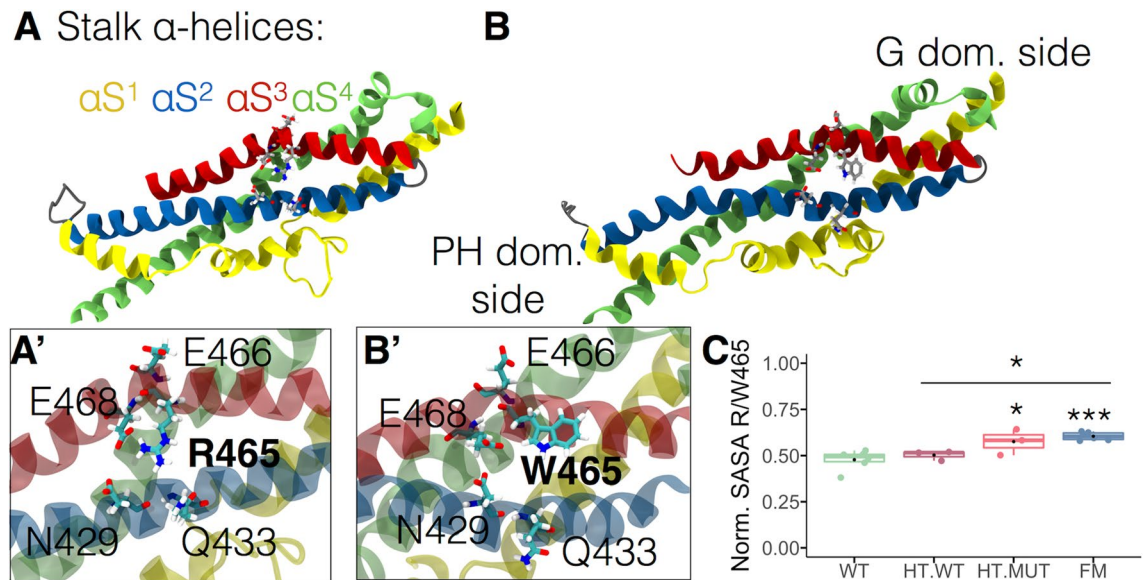 A Stalk α-helices:
αS1 αS2 αS3 αS4
B
G dom. side
PH dom.
side
A’
E466
E468
R465
N429
Q433
B’
E466
E468
W465
N429
Q433
C
Norm. SASA R/W465
1.00
0.75
0.50
0.25
0.00
*
*
***
WT HT.WT HT.MUT FM